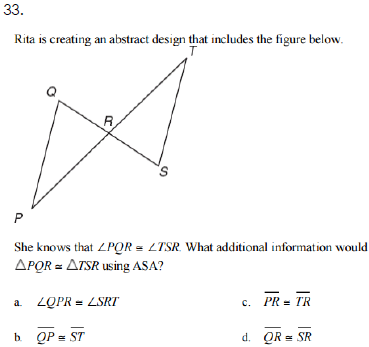 33.
Rita is creating an abstract design that includes the figure below.
T
Q
R
S
P
She knows that ∠PQR ≅ ∠TSR. What additional information would
△PQR ≅ △TSR using ASA?
a. ∠QPR ≅ ∠SRT
c. PR ≅ TR
b. QP ≅ ST
d. QR ≅ SR